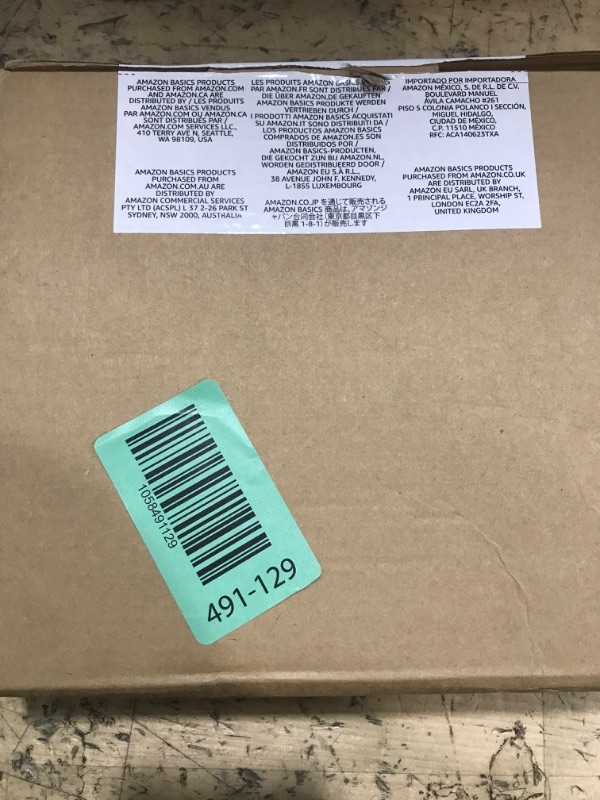 AMAZON BASICS PRODUCTS
PURCHASED FROM AMAZON.COM
AND AMAZON.CA ARE
DISTRIBUTED BY / LES PRODUITS
AMAZON BASICS VENDUS
PAR AMAZON.COM OU AMAZON.CA
SONT DISTRIBUÉS PAR /
AMAZON.COM SERVICES LLC.,
410 TERRY AVE N, SEATTLE,
WA 98109, USA
AMAZON BASICS PRODUCTS
PURCHASED FROM
AMAZON.COM.AU ARE
DISTRIBUTED BY
AMAZON COMMERCIAL SERVICES
PTY LTD (ACSPL) L 37 2-26 PARK ST
SYDNEY, NSW 2000, AUSTRALIA
LES PRODUITS AMAZON BASICS
PAR AMAZON.FR SONT DISTRIBUÉS PAR /
DIE ÜBER AMAZON.DE GEKAUFTEN
AMAZON BASICS PRODUKTE WERDEN
VERTRIEBEN DURCH /
I PRODOTTI AMAZON BASICS ACQUISTATI
SU AMAZON.IT SONO DISTRIBUITI DA /
LOS PRODUCTOS AMAZON BASICS
COMPRADOS DE AMAZON.ES SON
DISTRIBUIDOS POR /
AMAZON BASICS-PRODUCTEN,
DIE GEKOCHT ZIJN BIJ AMAZON.NL,
WORDEN GEDISTRIBUEERD DOOR /
AMAZON EU S.À R.L.,
38 AVENUE JOHN F. KENNEDY,
L-1855 LUXEMBOURG
AMAZON.CO.JP を通じて販売される
AMAZON BASICS 商品は、アマゾンジ
ャパン合同会社（東京都目黒区下
目黒 1-8-1）が販売します
IMPORTADO POR IMPORTADORA
AMAZON MÉXICO, S. DE R.L. DE C.V.
BOULEVARD MANUEL
ÁVILA CAMACHO #261
PISO 5 COLONIA POLANCO I SECCIÓN,
MIGUEL HIDALGO,
CIUDAD DE MÉXICO,
C.P. 11510 MÉXICO
RFC: ACA140623TXA
AMAZON BASICS PRODUCTS
PURCHASED FROM AMAZON.CO.UK
ARE DISTRIBUTED BY
AMAZON EU SARL, UK BRANCH,
1 PRINCIPAL PLACE, WORSHIP ST,
LONDON EC2A 2FA,
UNITED KINGDOM
1058491129
491-129